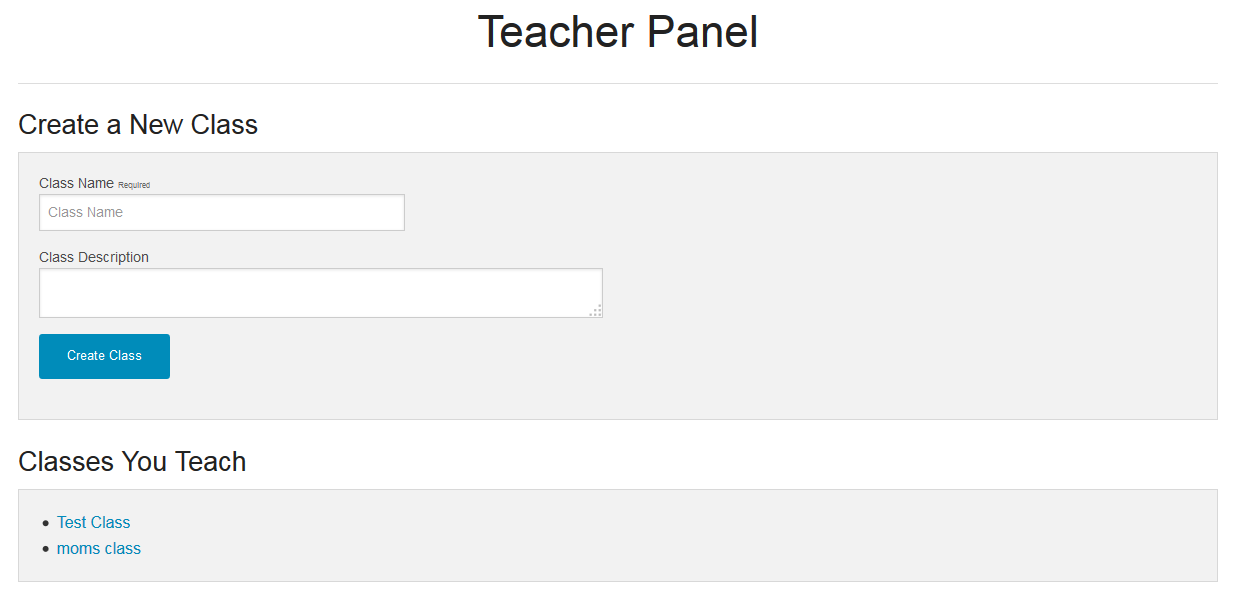 Teacher Panel
Create a New Class
Class Name Required
Class Name
Class Description
Create Class
Classes You Teach
Test Class
moms class